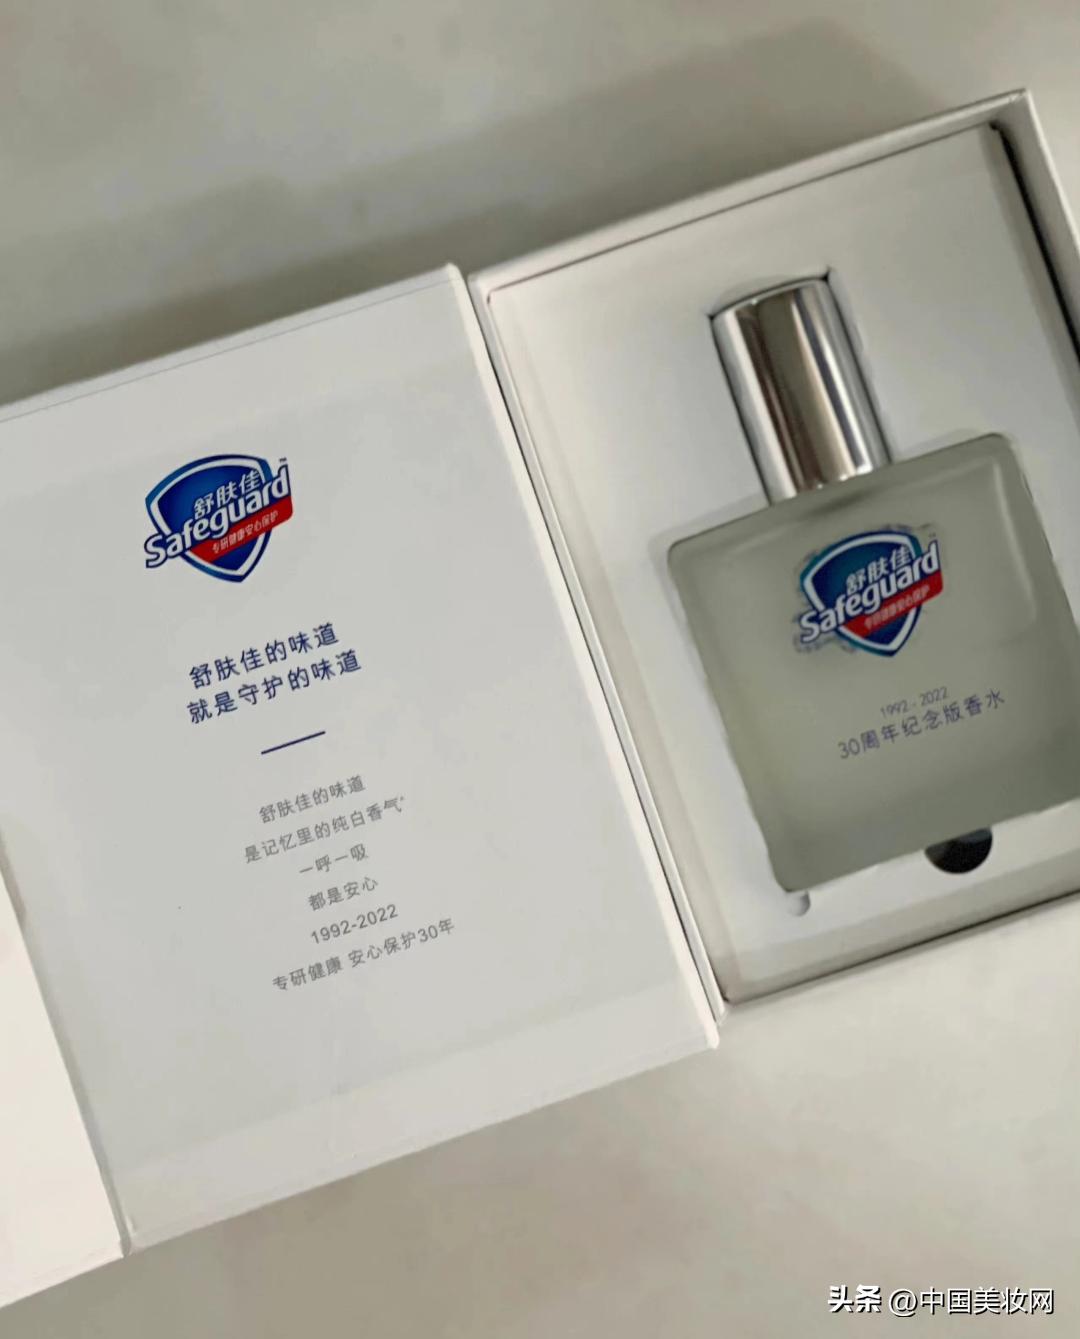 舒肤佳
Safeguard™
专研健康安心保护
舒肤佳的味道
就是守护的味道
舒肤佳的味道
是记忆里的纯白香气*
一呼一吸
都是安心
1992-2022
专研健康 安心保护30年
舒肤佳
Safeguard™
专研健康安心保护
1992-2022
30周年纪念版香水
头条 @中国美妆网